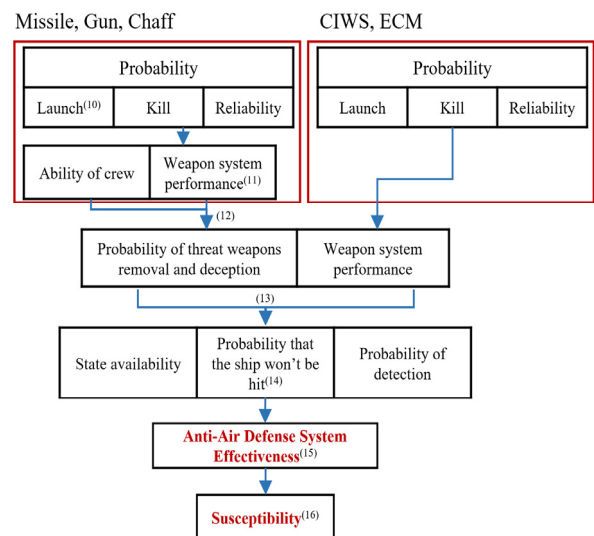 Missile, Gun, Chaff
CIWS, ECM
Probability
Launch(10) Kill Reliability
Probability
Launch Kill Reliability
Ability of crew
Weapon system
performance(11)
(12)
Probability of threat weapons
removal and deception
Weapon system
performance
(13)
State availability
Probability that
the ship won't be
hit(14)
Probability of
detection
Anti-Air Defense System
Effectiveness(15)
Susceptibility(16)